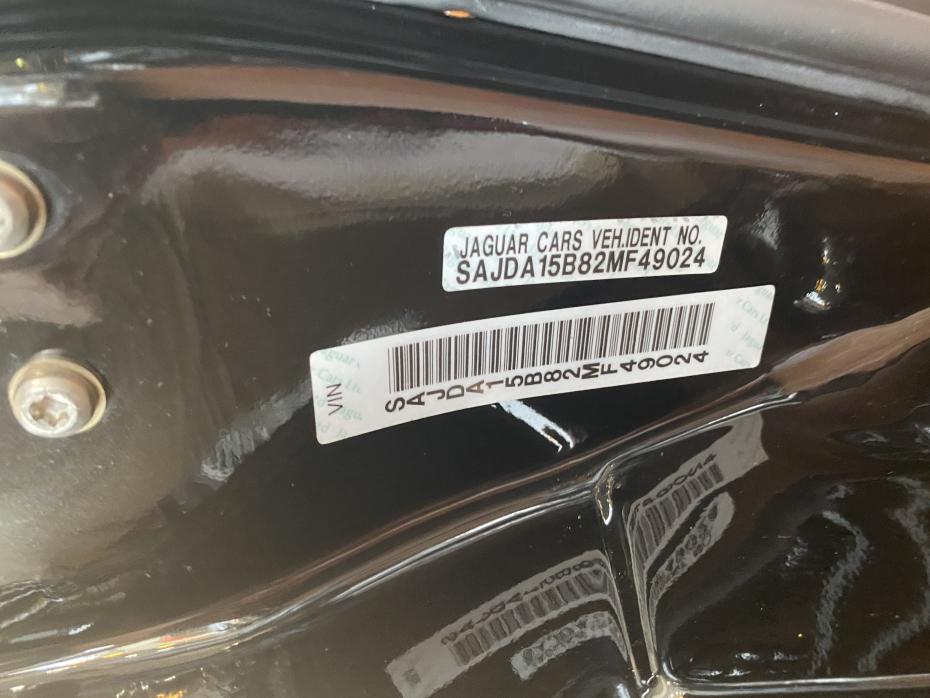 JAGUAR CARS VEH.IDENT NO.
SAJDA15B82MF49024
VIN
SAJDA15B82MF49024